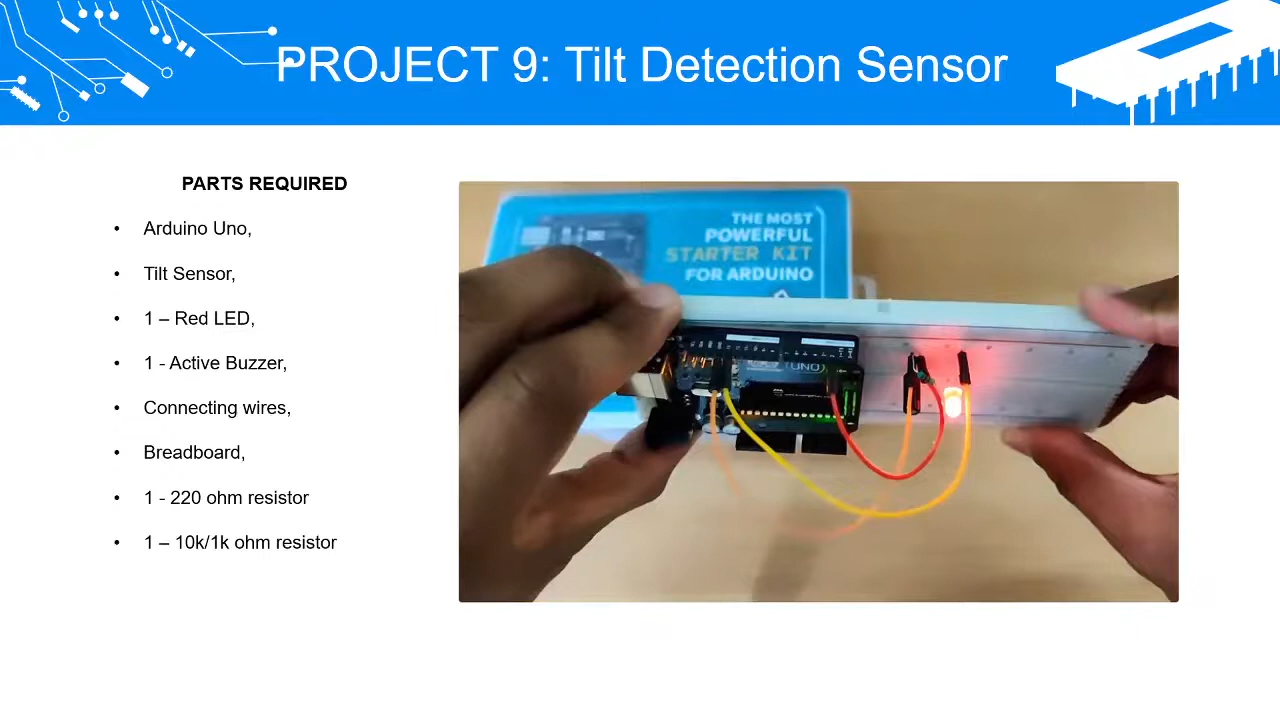 PROJECT 9: Tilt Detection Sensor
PARTS REQUIRED
• Arduino Uno,
• Tilt Sensor,
• 1 – Red LED,
• 1 - Active Buzzer,
• Connecting wires,
• Breadboard,
• 1 - 220 ohm resistor
• 1 – 10k/1k ohm resistor
THE MOST
POWERFUL
STARTER KIT
FOR ARDUINO
UNO